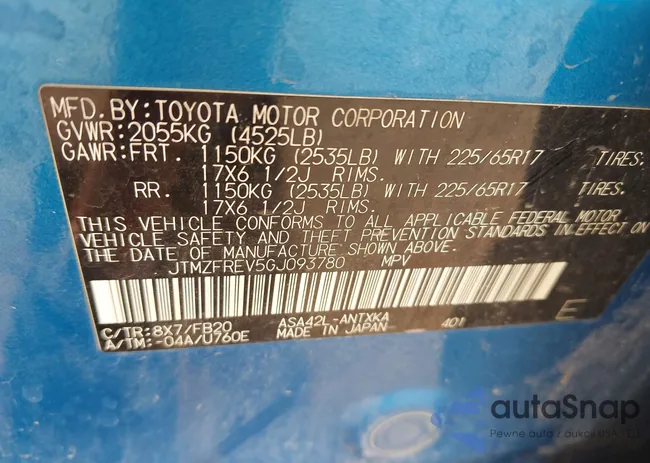 MFD. BY: TOYOTA MOTOR CORPORATION
GVWR: 2055KG (4525LB)
GAWR: FRT. 1150KG (2535LB) WITH 225/65R17 TIRES.
17X6 1/2J RIMS.
RR. 1150KG (2535LB) WITH 225/65R17 TIRES.
17X6 1/2J RIMS.
THIS VEHICLE CONFORMS TO ALL APPLICABLE FEDERAL MOTOR
VEHICLE SAFETY AND THEFT PREVENTION STANDARDS IN EFFECT ON
THE DATE OF MANUFACTURE SHOWN ABOVE.
JTMZFREV5GJ093780 MPV
C/TR: 8X7/FB20 ASA42L-ANTXKA 401 E
A/TM: -04A/U760E MADE IN JAPAN
autaSnap
Pewne auto z aukcji